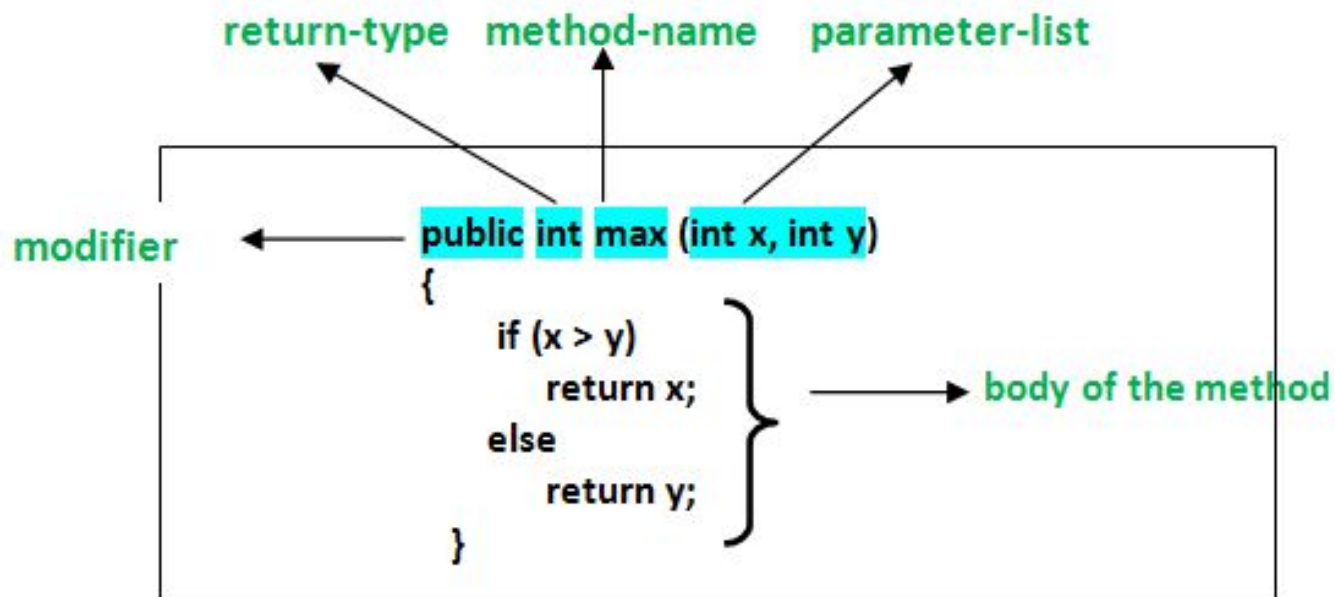 return-type method-name parameter-list
modifier
public int max (int x, int y)
{
if (x > y)
return x;
else
return y;
}
body of the method